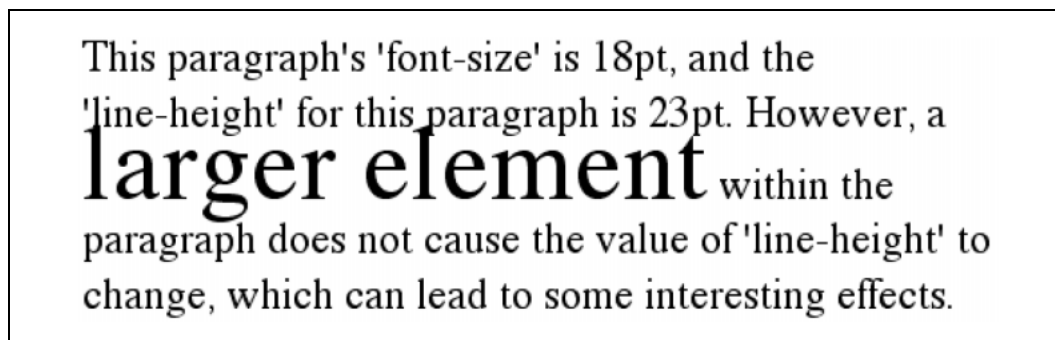 This paragraph's 'font-size' is 18pt, and the
'line-height' for this paragraph is 23pt. However, a
larger element within the
paragraph does not cause the value of 'line-height' to
change, which can lead to some interesting effects.